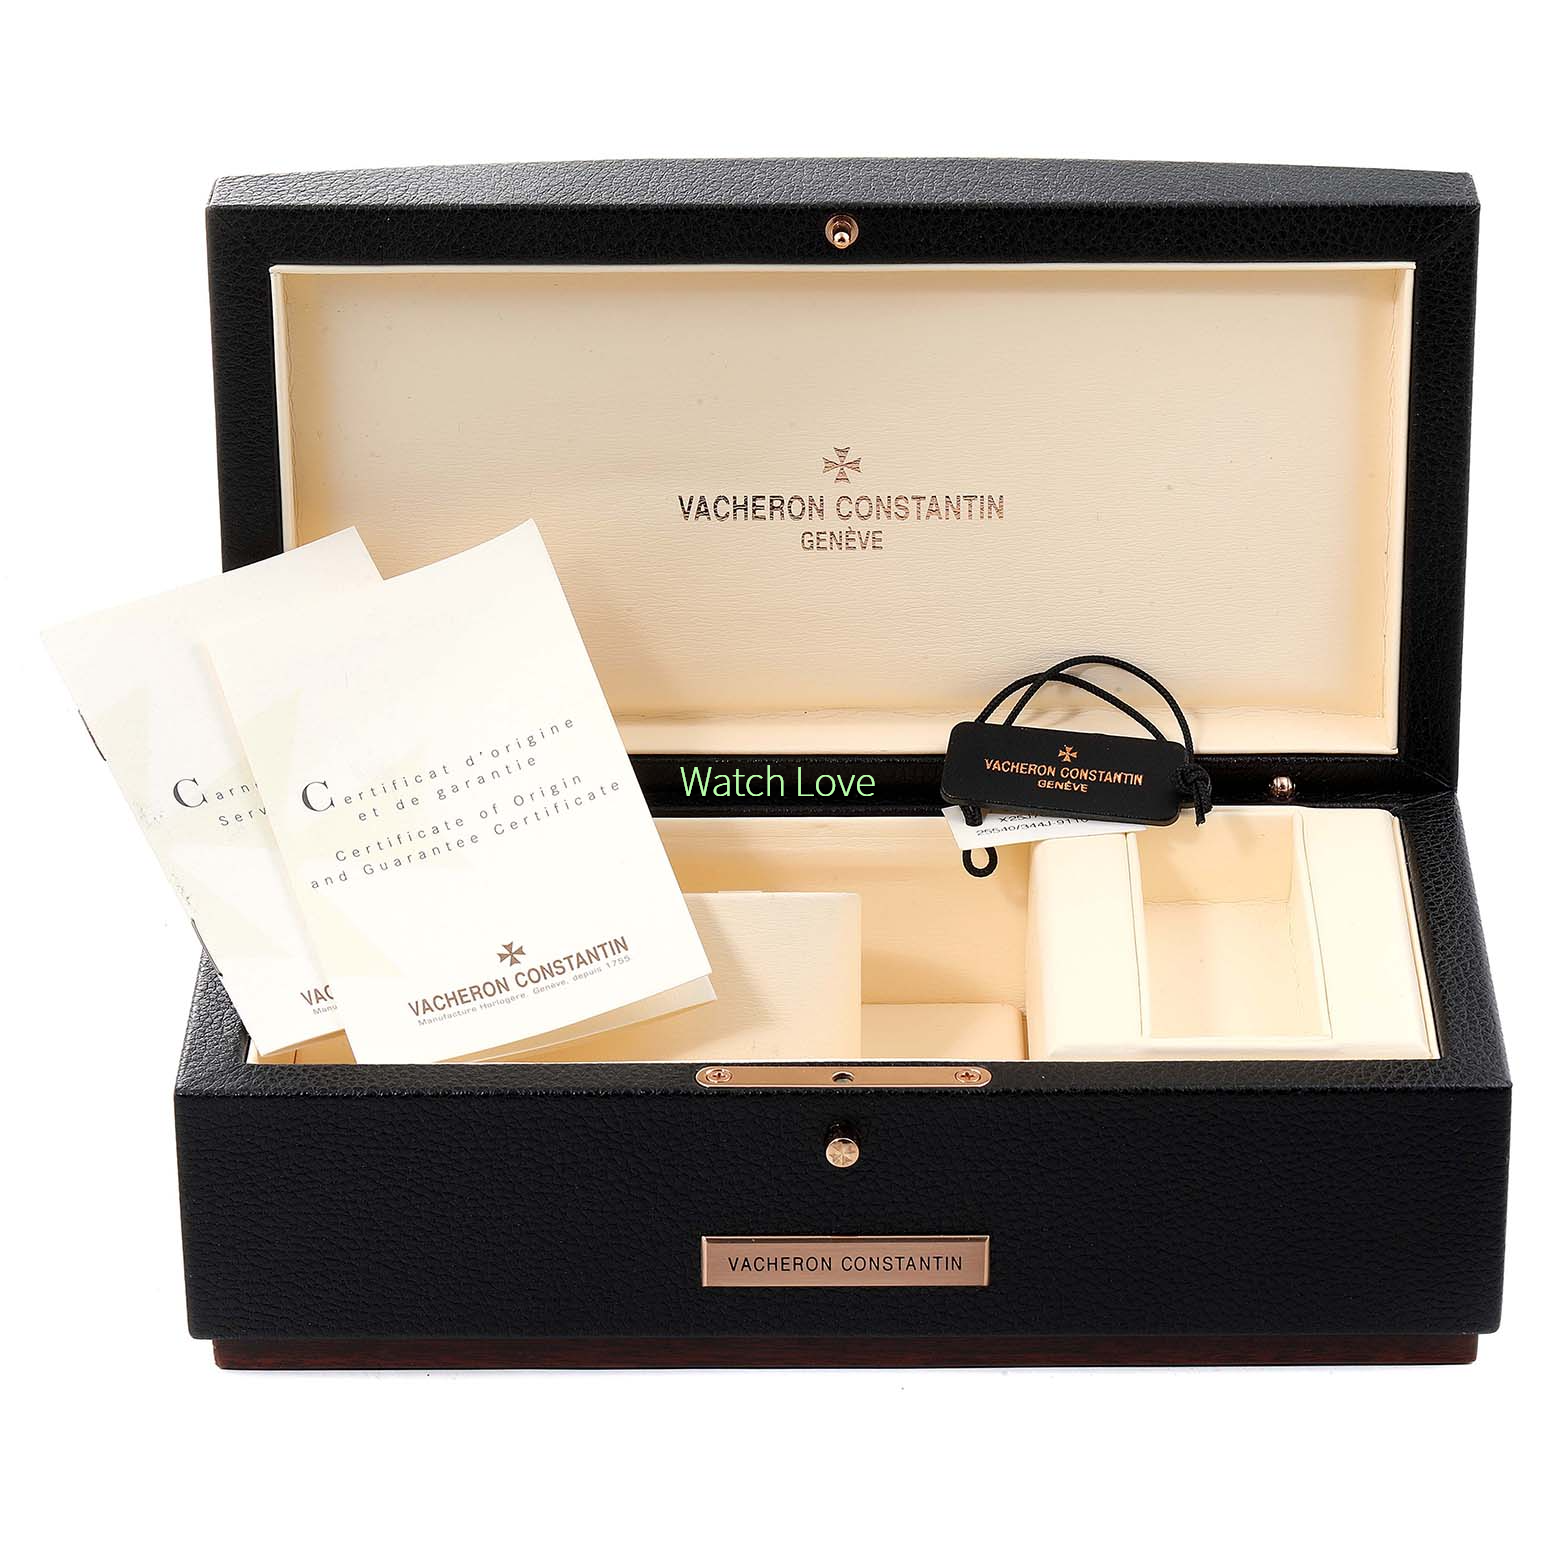 VACHERON CONSTANTIN
GENÈVE
Certificat d'origine
et de garantie
Certificate of Origin
and Guarantee Certificate
VACHERON CONSTANTIN
Manufacture Horlogère, Genève, depuis 1755
Watch Love
VACHERON CONSTANTIN
GENÈVE
VACHERON CONSTANTIN